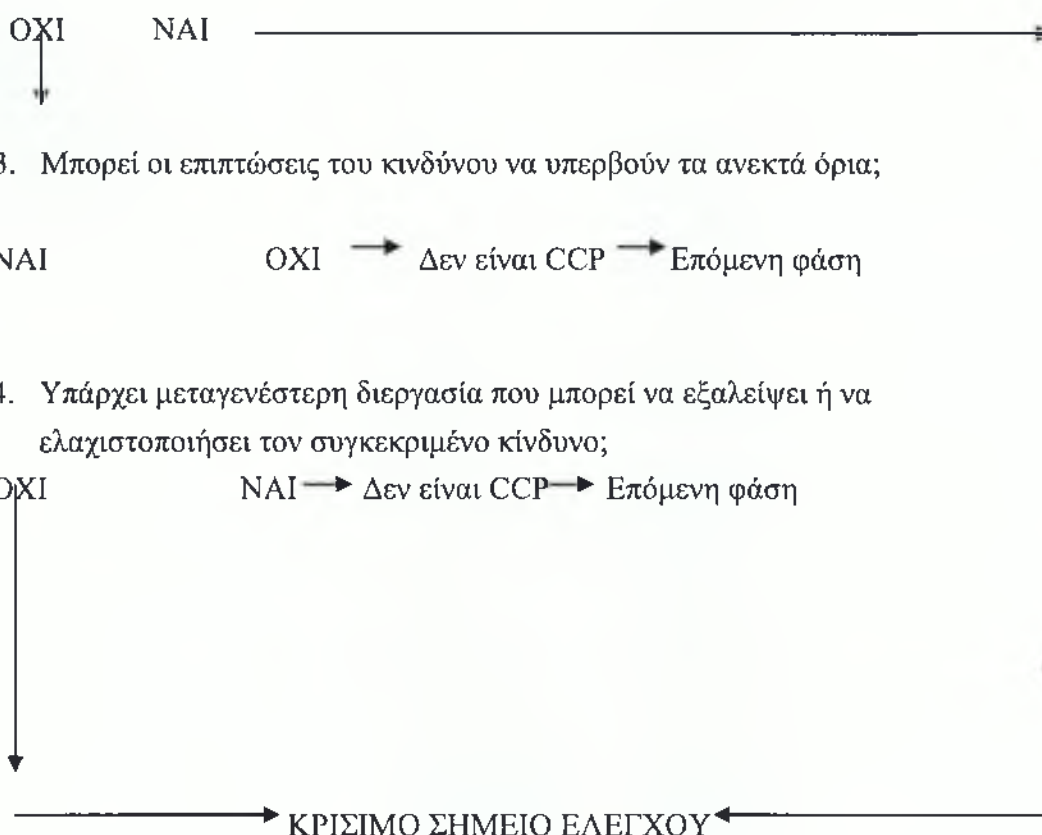 ΟΧΙ ΝΑΙ
3. Μπορεί οι επιπτώσεις του κινδύνου να υπερβούν τα ανεκτά όρια;
ΝΑΙ ΟΧΙ Δεν είναι CCP Επόμενη φάση
4. Υπάρχει μεταγενέστερη διεργασία που μπορεί να εξαλείψει ή να
ελαχιστοποιήσει τον συγκεκριμένο κίνδυνο;
ΟΧΙ ΝΑΙ Δεν είναι CCP Επόμενη φάση
ΚΡΙΣΙΜΟ ΣΗΜΕΙΟ ΕΛΕΓΧΟΥ